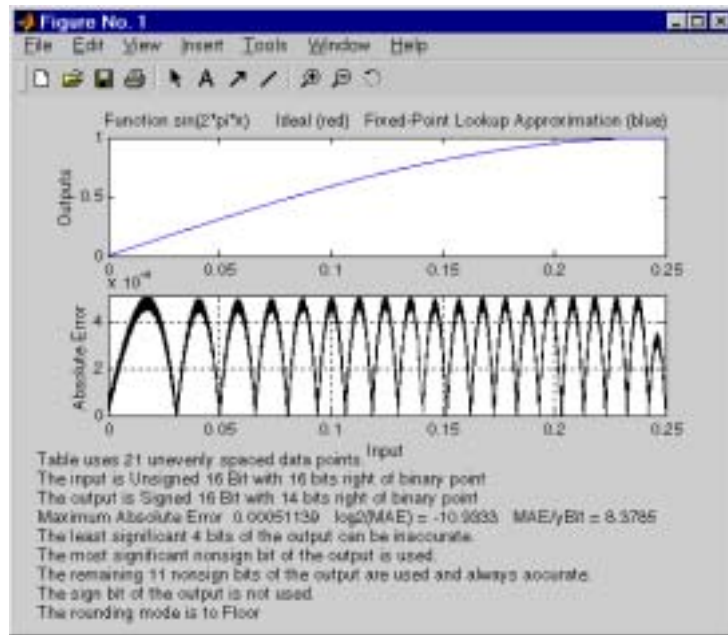 Figure No. 1
File Edit View Insert Tools Window Help
A
Function sin(2*pi*x) Ideal (red) Fixed-Point Lookup Approximation (blue)
Outputs
1
0.5
0
0 0.05 0.1 0.15 0.2 0.25
x 10⁻⁴
Absolute Error
4
2
0
0 0.05 0.1 0.15 0.2 0.25
Input
Table uses 21 unevenly spaced data points
The input is Unsigned 16 Bit with 16 bits right of binary point
The output is Signed 16 Bit with 14 bits right of binary point
Maximum Absolute Error 0.00051139 log2(MAE) = -10.9333 MAE/yBit = 8.3785
The least significant 4 bits of the output can be inaccurate.
The most significant nonsign bit of the output is used.
The remaining 11 nonsign bits of the output are used and always accurate.
The sign bit of the output is not used.
The rounding mode is to Floor